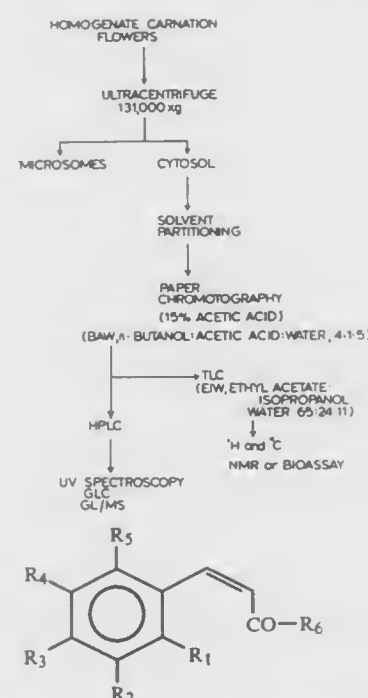 HOMOGENATE CARNATION
FLOWERS
ULTRACENTRIFUGE
131,000 xg
MICROSOMES
CYTOSOL
SOLVENT
PARTITIONING
PAPER
CHROMOTOGRAPHY
(15% ACETIC ACID)
(BAW, n-BUTANOL:ACETIC ACID:WATER, 4:1:5)
TLC
(EIW, ETHYL ACETATE-
ISOPROPANOL
WATER 65:24:11)
HPLC
¹H and ¹³C
NMR or BIOASSAY
UV SPECTROSCOPY
GLC
GL/MS
R₅
R₄
CO—R₆
R₃
R₁
R₂